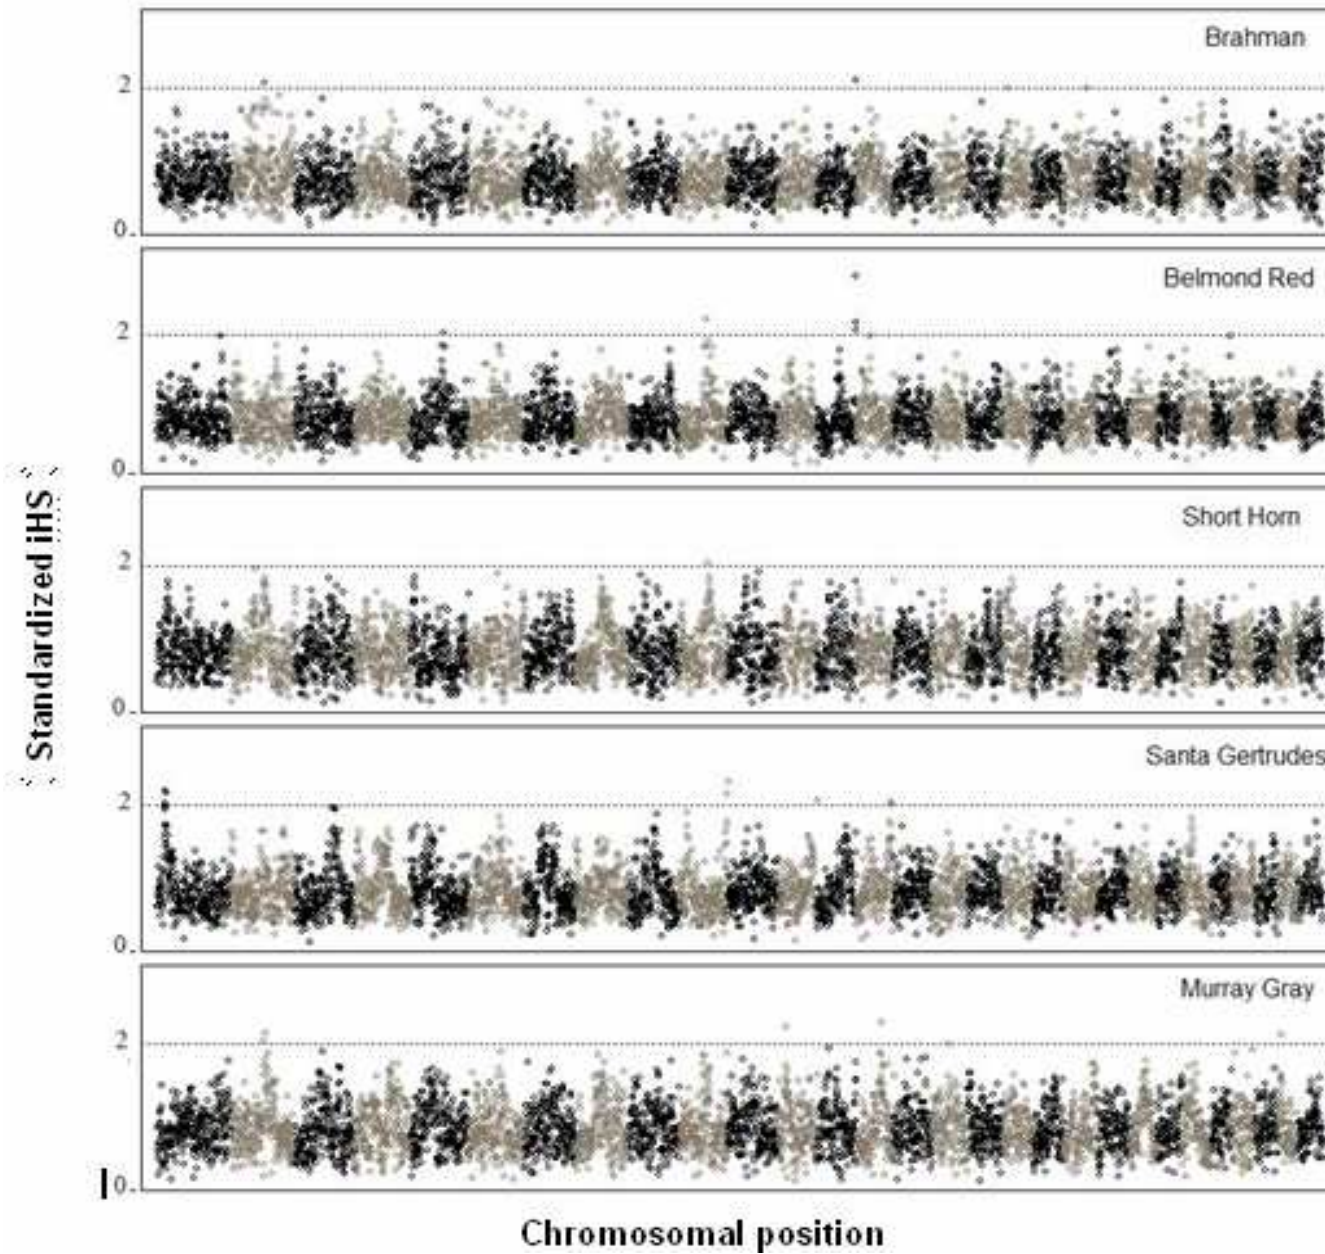 Brahman
2
0.
Belmond Red
2
0.
Short Horn
2
0.
Santa Gertrudes
2
0.
Murray Gray
2
0.
Standardized iHS
Chromosomal position